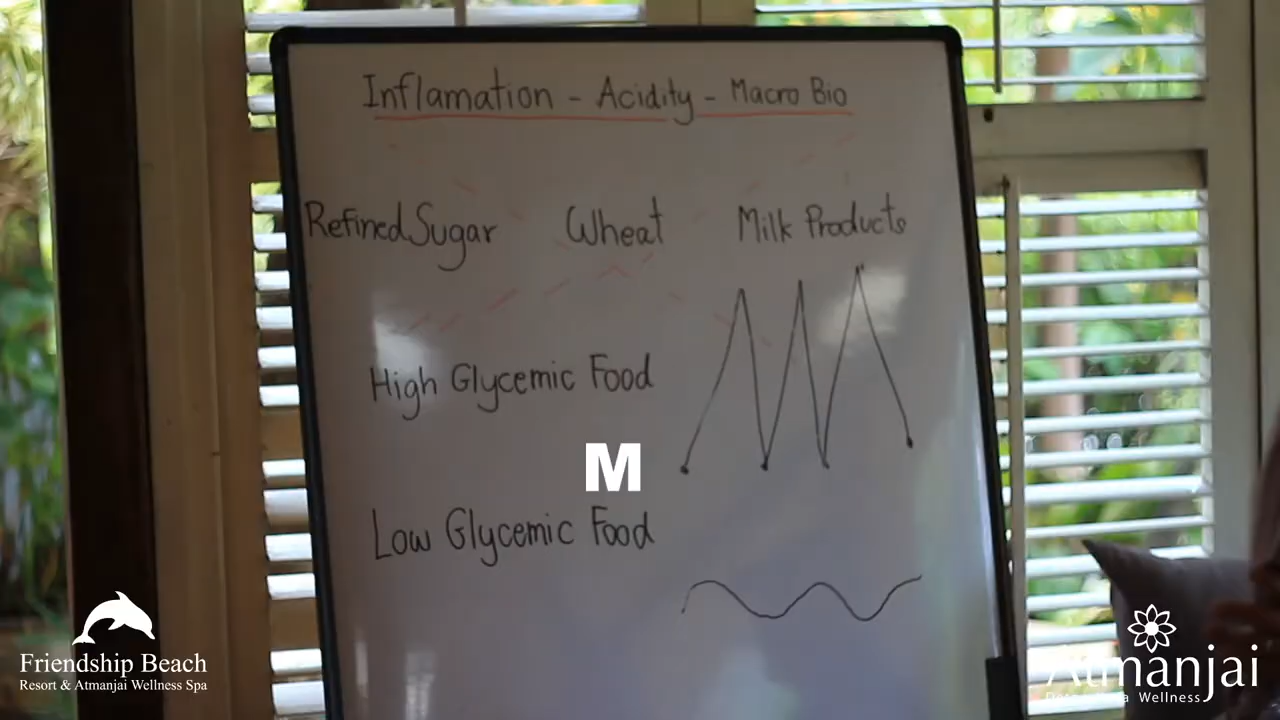 Inflamation - Acidity - Macro Bio
Refined Sugar Wheat Milk Products
High Glycemic Food
M
Low Glycemic Food
Friendship Beach
Resort & Atmanjai Wellness Spa
Atmanjai
Wellness